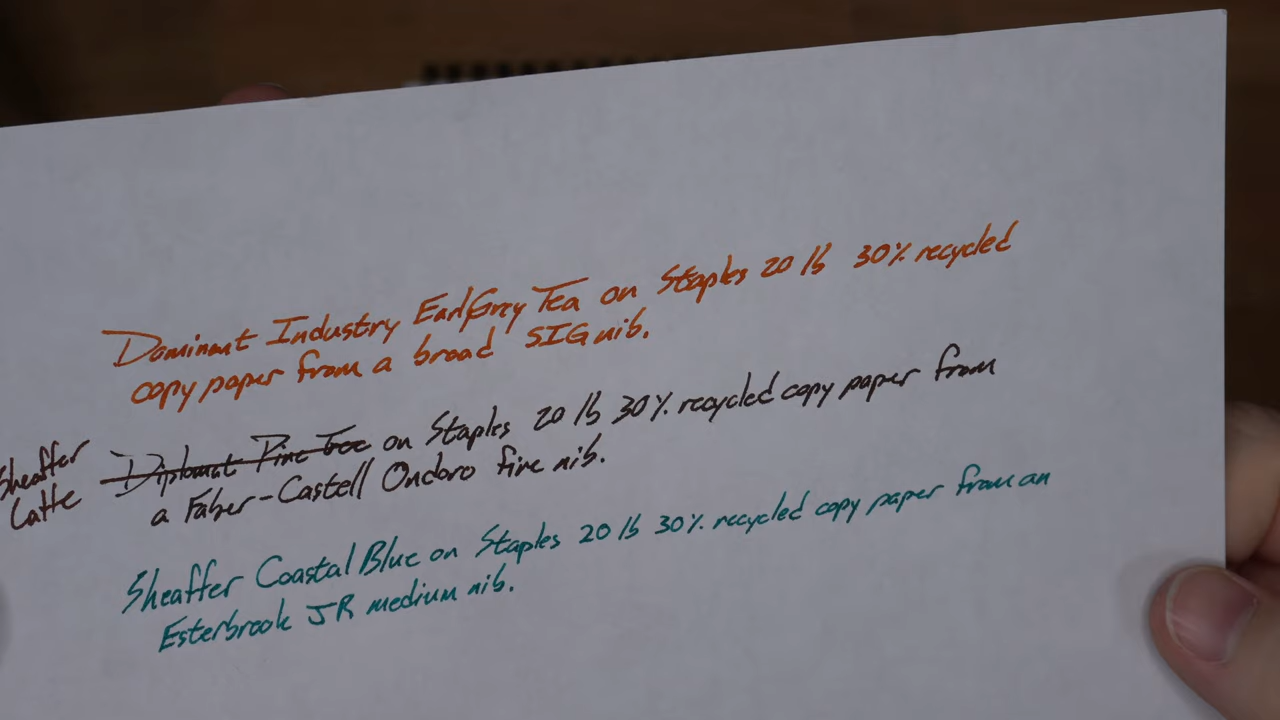 Dominant Industry Earl Grey Tea on Staples 20 lb 30% recycled
copy paper from a broad SIG nib.
Sheaffer Latte Diplomat Pine Tree on Staples 20 lb 30% recycled copy paper from
a Faber-Castell Ondoro fine nib.
Sheaffer Coastal Blue on Staples 20 lb 30% recycled copy paper from an
Esterbrook JR medium nib.